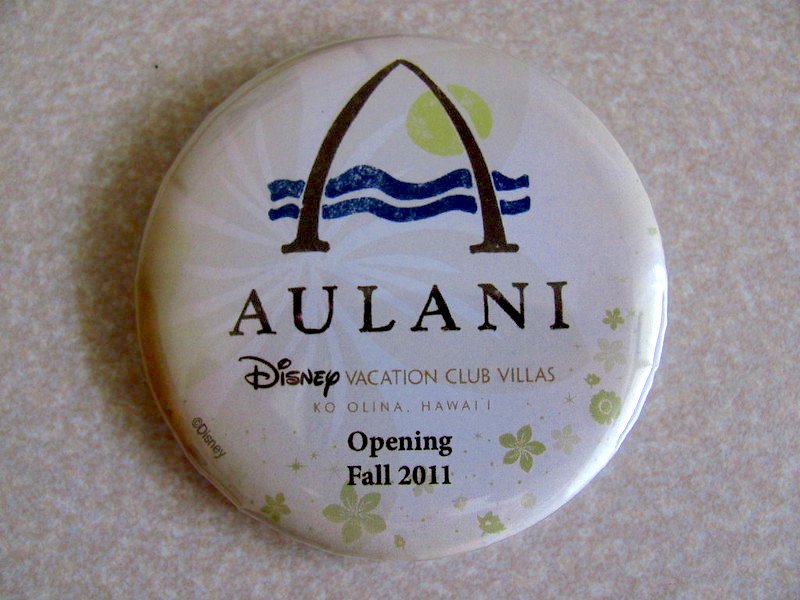 AULANI
Disney VACATION CLUB VILLAS
KO OLINA, HAWAI'I
Opening
Fall 2011
©Disney